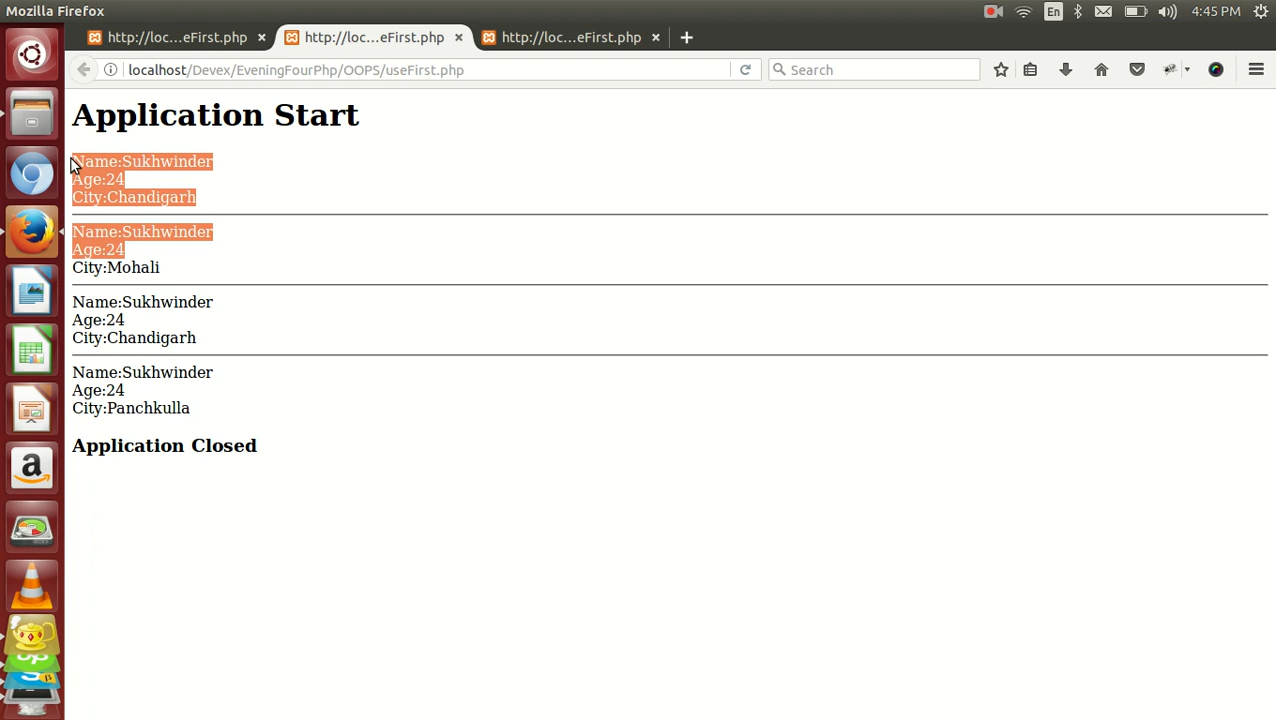 Mozilla Firefox
En
4:45 PM
http://loc...eFirst.php
http://loc...eFirst.php
http://loc...eFirst.php
localhost/Devex/EveningFourPhp/OOPS/useFirst.php
Search
Application Start
Name:Sukhwinder
Age:24
City:Chandigarh
Name:Sukhwinder
Age:24
City:Mohali
Name:Sukhwinder
Age:24
City:Chandigarh
Name:Sukhwinder
Age:24
City:Panchkulla
Application Closed